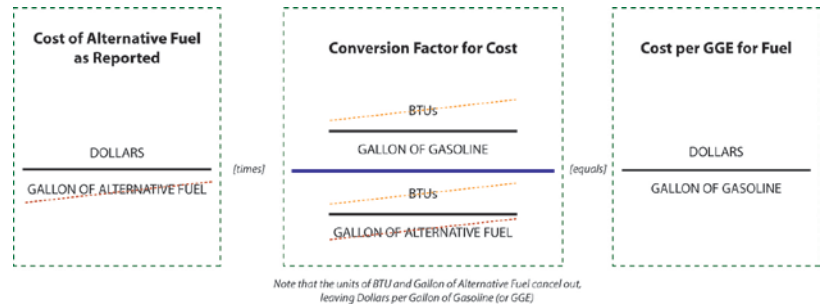 Cost of Alternative Fuel
as Reported
DOLLARS
GALLON OF ALTERNATIVE FUEL
[times]
Conversion Factor for Cost
BTUs
GALLON OF GASOLINE
BTUs
GALLON OF ALTERNATIVE FUEL
[equals]
Cost per GGE for Fuel
DOLLARS
GALLON OF GASOLINE
Note that the units of BTU and Gallon of Alternative Fuel cancel out,
leaving Dollars per Gallon of Gasoline (or GGE)